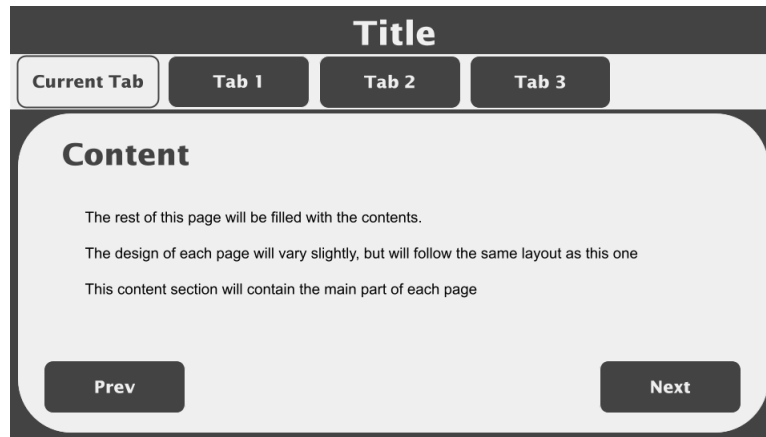 Title
Current Tab
Tab 1
Tab 2
Tab 3
Content
The rest of this page will be filled with the contents.
The design of each page will vary slightly, but will follow the same layout as this one
This content section will contain the main part of each page
Prev
Next